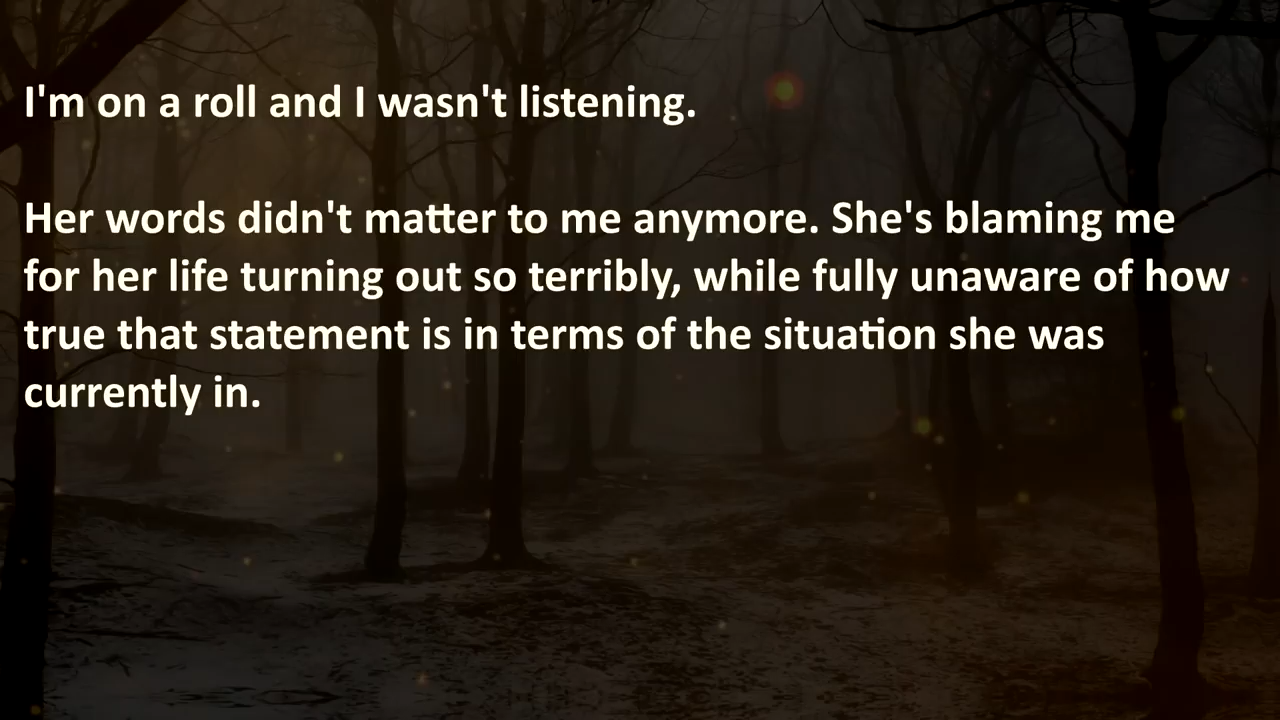 I'm on a roll and I wasn't listening.
Her words didn't matter to me anymore. She's blaming me
for her life turning out so terribly, while fully unaware of how
true that statement is in terms of the situation she was
currently in.